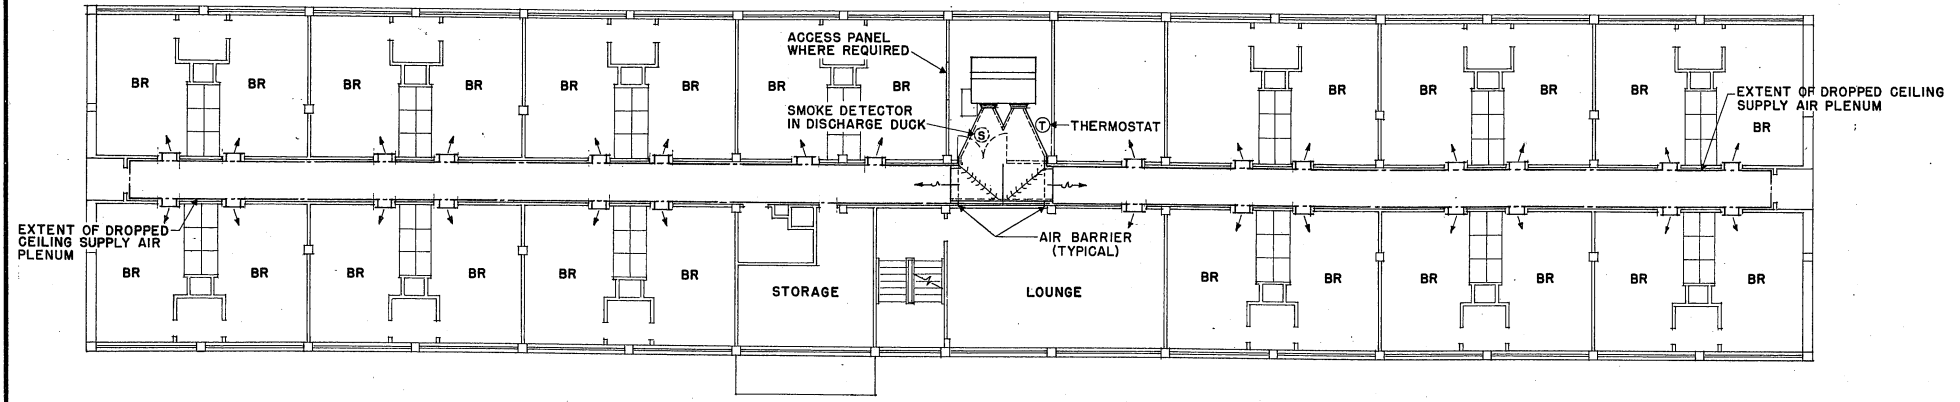 ACCESS PANEL
WHERE REQUIRED
BR
BR
BR
BR
BR
BR
BR
BR
BR
BR
BR
BR
EXTENT OF DROPPED CEILING
SUPPLY AIR PLENUM
BR
SMOKE DETECTOR
IN DISCHARGE DUCK
S
T
THERMOSTAT
EXTENT OF DROPPED
CEILING SUPPLY AIR
PLENUM
AIR BARRIER
(TYPICAL)
BR
BR
BR
BR
BR
BR
STORAGE
LOUNGE
BR
BR
BR
BR
BR
BR